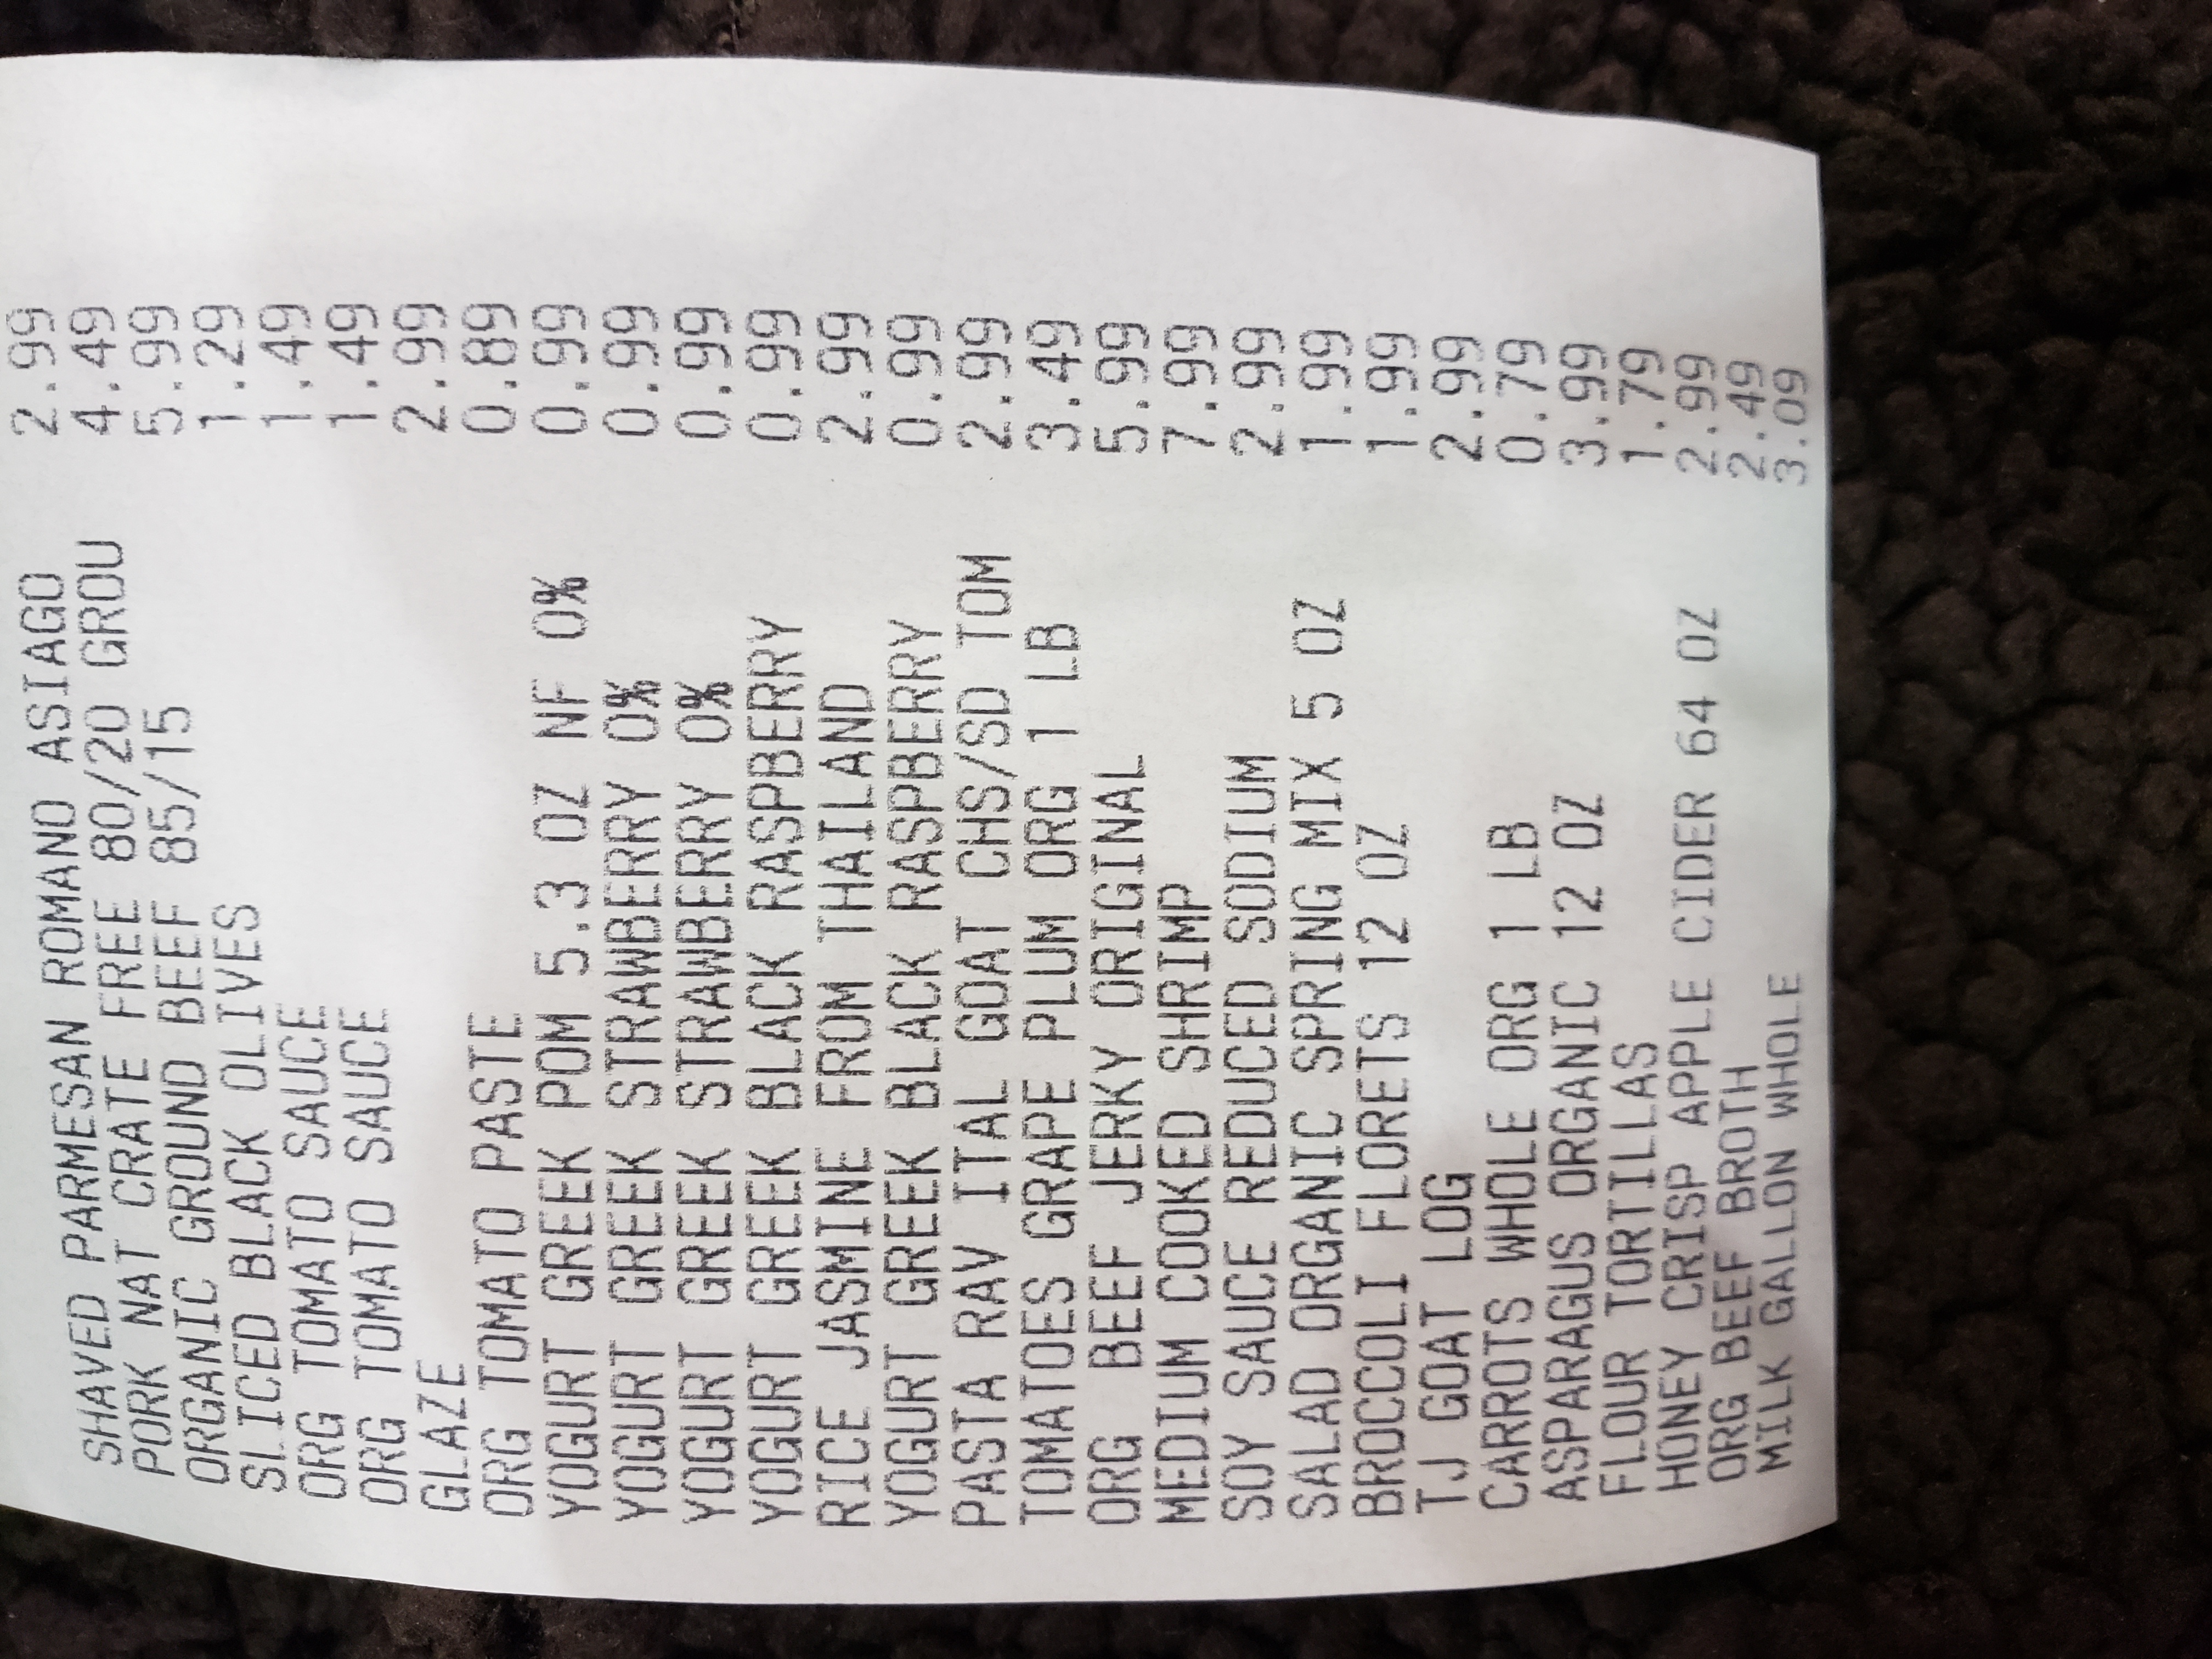 SHAVED PARMESAN ROMANO ASIAGO 2.99
PORK NAT CRATE FREE 80/20 GROU 4.49
ORGANIC GROUND BEEF 85/15 5.99
SLICED BLACK OLIVES 1.29
ORG TOMATO SAUCE 1.49
ORG TOMATO SAUCE 1.49
GLAZE 2.99
ORG TOMATO PASTE 0.89
YOGURT GREEK POM 5.3 OZ NF 0% 0.99
YOGURT GREEK STRAWBERRY 0% 0.99
YOGURT GREEK STRAWBERRY 0% 0.99
YOGURT GREEK BLACK RASPBERRY 0.99
RICE JASMINE FROM THAILAND 2.99
YOGURT GREEK BLACK RASPBERRY 0.99
PASTA RAV ITAL GOAT CHS/SD TOM 2.99
TOMATOES GRAPE PLUM ORG 1 LB 3.49
ORG BEEF JERKY ORIGINAL 5.99
MEDIUM COOKED SHRIMP 7.99
SOY SAUCE REDUCED SODIUM 2.99
SALAD ORGANIC SPRING MIX 5 OZ 1.99
BROCCOLI FLORETS 12 OZ 1.99
TJ GOAT LOG 2.99
CARROTS WHOLE ORG 1 LB 0.79
ASPARAGUS ORGANIC 12 OZ 3.99
FLOUR TORTILLAS 1.79
HONEY CRISP APPLE CIDER 64 OZ 2.99
ORG BEEF BROTH 2.49
MILK GALLON WHOLE 3.09